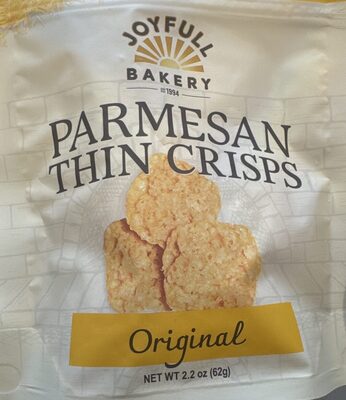 JOYFULL
BAKERY
EST 1994
PARMESAN
THIN CRISPS
Original
NET WT 2.2 oz (62g)